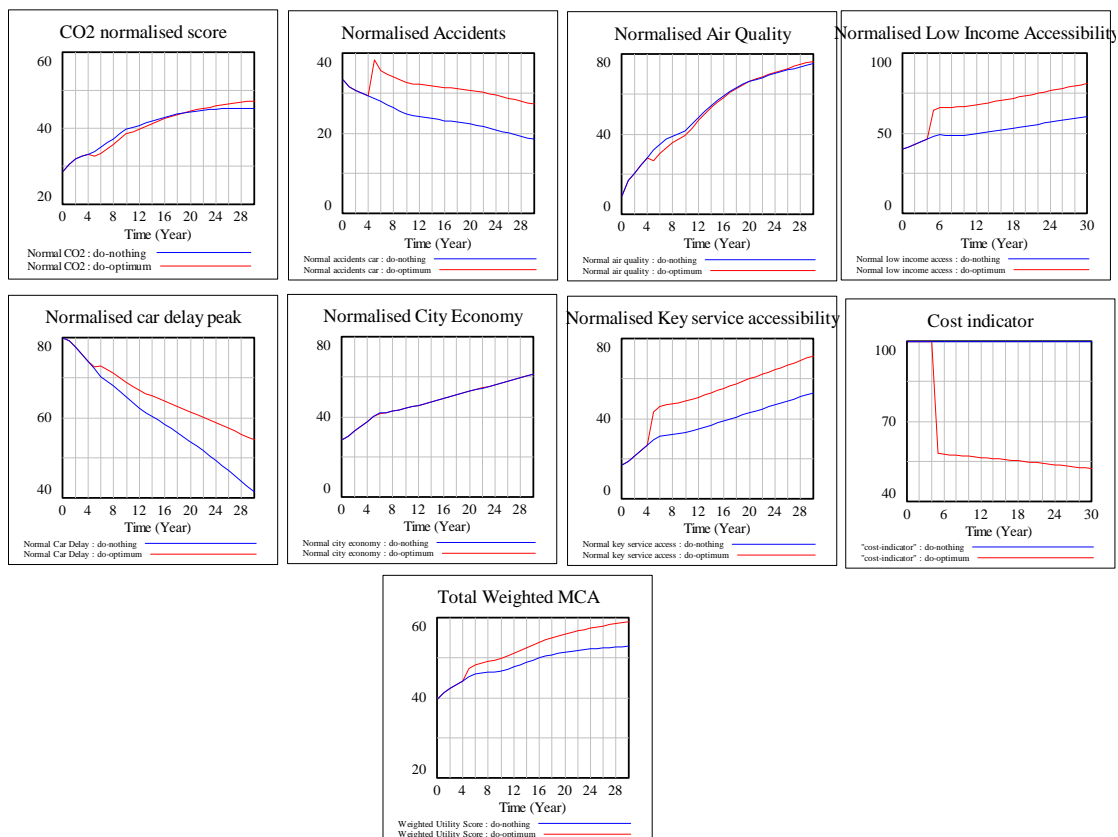 CO2 normalised score
60
40
20
0 4 8 12 16 20 24 28
Time (Year)
Normal CO2 : do-nothing
Normal CO2 : do-optimum
Normalised Accidents
40
20
0
0 4 8 12 16 20 24 28
Time (Year)
Normal accidents car : do-nothing
Normal accidents car : do-optimum
Normalised Air Quality
80
40
0
0 4 8 12 16 20 24 28
Time (Year)
Normal air quality : do-nothing
Normal air quality : do-optimum
Normalised Low Income Accessibility
100
50
0
0 6 12 18 24 30
Time (Year)
Normal low income access : do-nothing
Normal low income access : do-optimum
Normalised car delay peak
80
60
40
0 4 8 12 16 20 24 28
Time (Year)
Normal Car Delay : do-nothing
Normal Car Delay : do-optimum
Normalised City Economy
80
40
0
0 4 8 12 16 20 24 28
Time (Year)
Normal city economy : do-nothing
Normal city economy : do-optimum
Normalised Key service accessibility
80
40
0
0 4 8 12 16 20 24 28
Time (Year)
Normal key service access : do-nothing
Normal key service access : do-optimum
Cost indicator
100
70
40
0 6 12 18 24 30
Time (Year)
"cost-indicator" : do-nothing
"cost-indicator" : do-optimum
Total Weighted MCA
60
40
20
0 4 8 12 16 20 24 28
Time (Year)
Weighted Utility Score : do-nothing
Weighted Utility Score : do-optimum